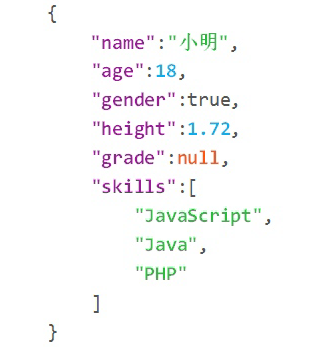 {
    "name":"小明",
    "age":18,
    "gender":true,
    "height":1.72,
    "grade":null,
    "skills":[
        "JavaScript",
        "Java",
        "PHP"
    ]
}